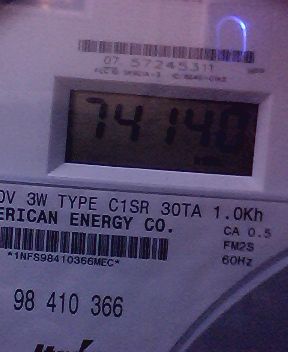 07 57245311
74140
0V 3W TYPE C1SR 30TA 1.0Kh
ERICAN ENERGY CO.
CA 0.5
FM2S
*1NFS98410366MEC*
60Hz
98 410 366